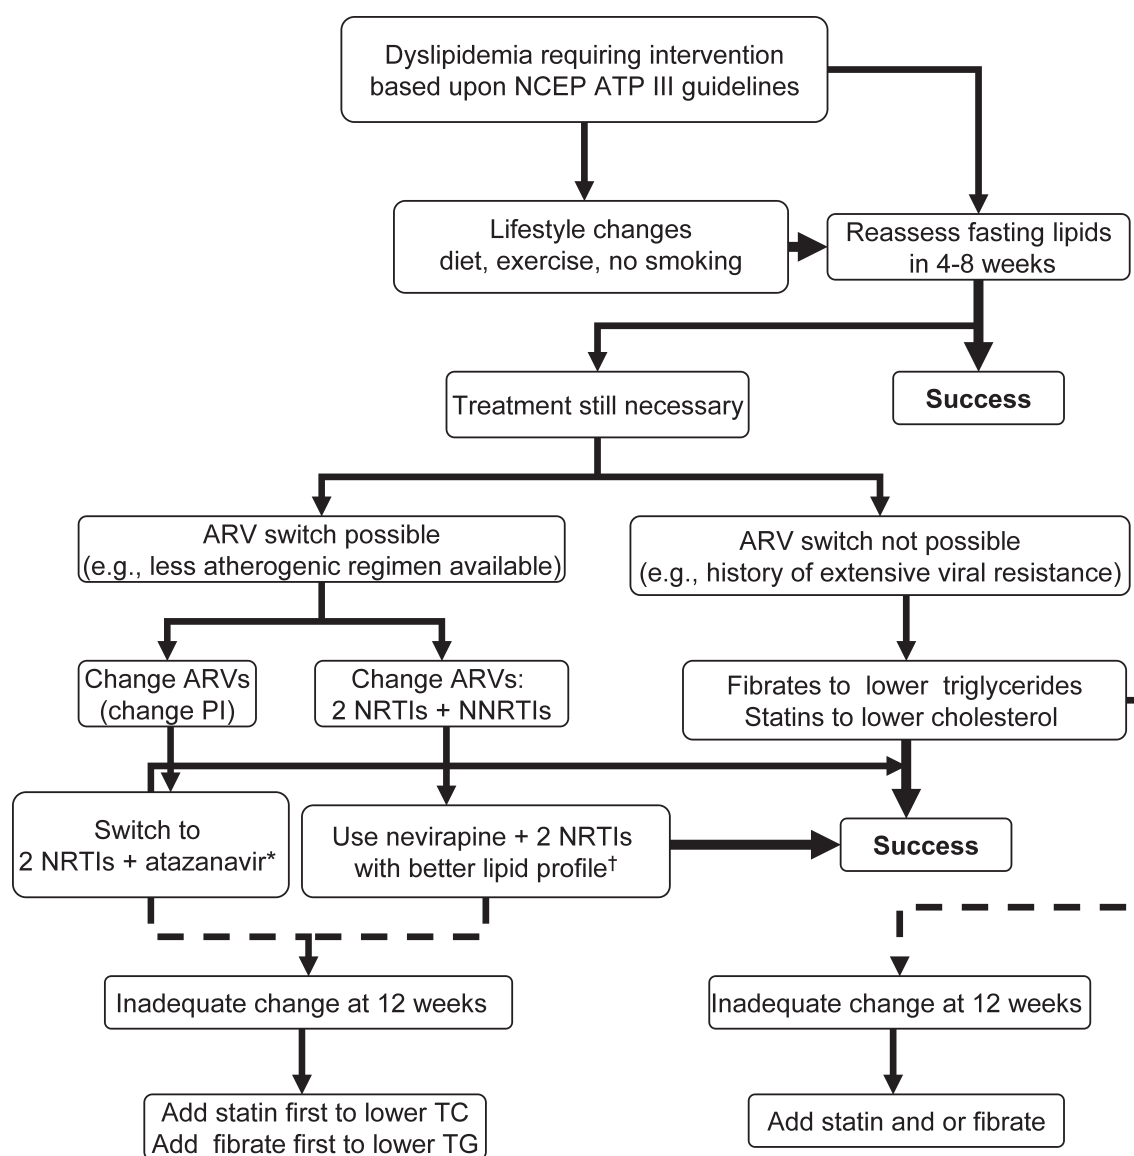 Dyslipidemia requiring intervention
based upon NCEP ATP III guidelines
Lifestyle changes
diet, exercise, no smoking
Reassess fasting lipids
in 4-8 weeks
Treatment still necessary
Success
ARV switch possible
(e.g., less atherogenic regimen available)
ARV switch not possible
(e.g., history of extensive viral resistance)
Change ARVs
(change PI)
Change ARVs:
2 NRTIs + NNRTIs
Fibrates to lower triglycerides
Statins to lower cholesterol
Switch to
2 NRTIs + atazanavir*
Use nevirapine + 2 NRTIs
with better lipid profile†
Success
Inadequate change at 12 weeks
Inadequate change at 12 weeks
Add statin first to lower TC
Add fibrate first to lower TG
Add statin and or fibrate